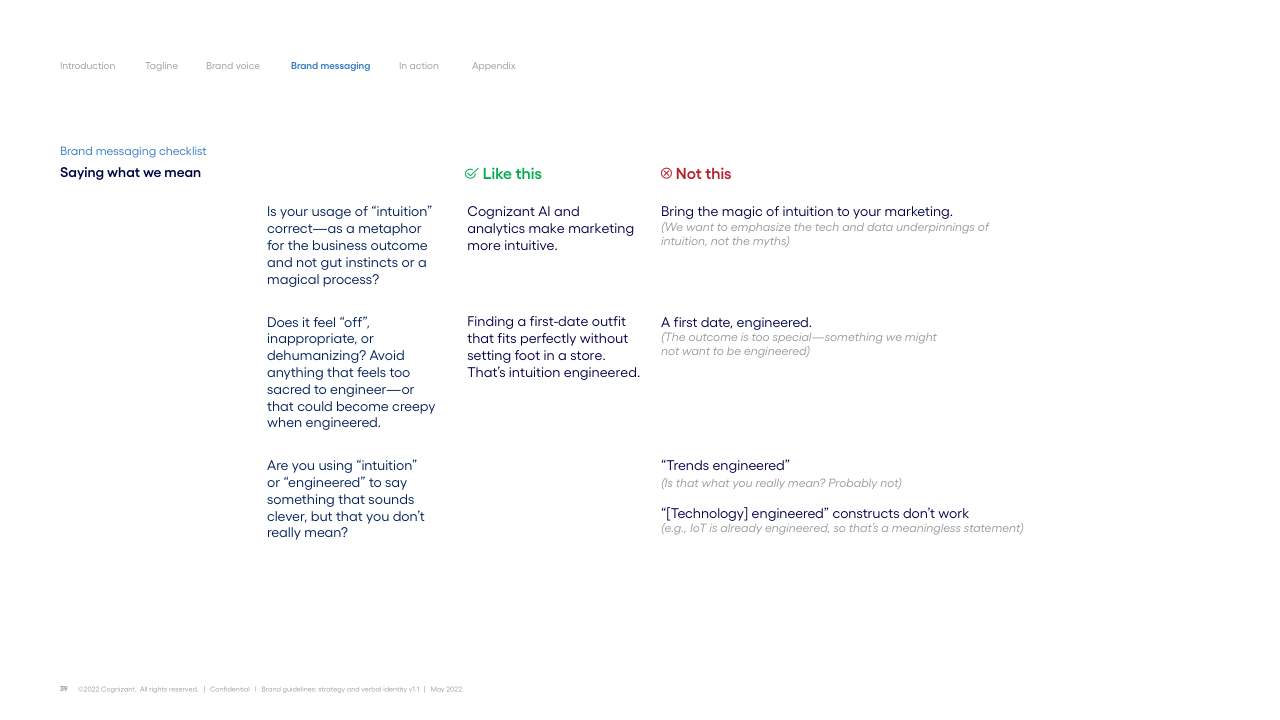 Introduction Tagline Brand voice Brand messaging In action Appendix
Brand messaging checklist
Saying what we mean
Like this
Not this
Is your usage of “intuition”
correct—as a metaphor
for the business outcome
and not gut instincts or a
magical process?
Cognizant AI and
analytics make marketing
more intuitive.
Bring the magic of intuition to your marketing.
(We want to emphasize the tech and data underpinnings of
intuition, not the myths)
Does it feel “off”,
inappropriate, or
dehumanizing? Avoid
anything that feels too
sacred to engineer—or
that could become creepy
when engineered.
Finding a first-date outfit
that fits perfectly without
setting foot in a store.
That’s intuition engineered.
A first date, engineered.
(The outcome is too special—something we might
not want to be engineered)
Are you using “intuition”
or “engineered” to say
something that sounds
clever, but that you don’t
really mean?
“Trends engineered”
(Is that what you really mean? Probably not)
“[Technology] engineered” constructs don’t work
(e.g., IoT is already engineered, so that’s a meaningless statement)
39 ©2022 Cognizant. All rights reserved. | Confidential | Brand guidelines: strategy and verbal identity v1.1 | May 2022